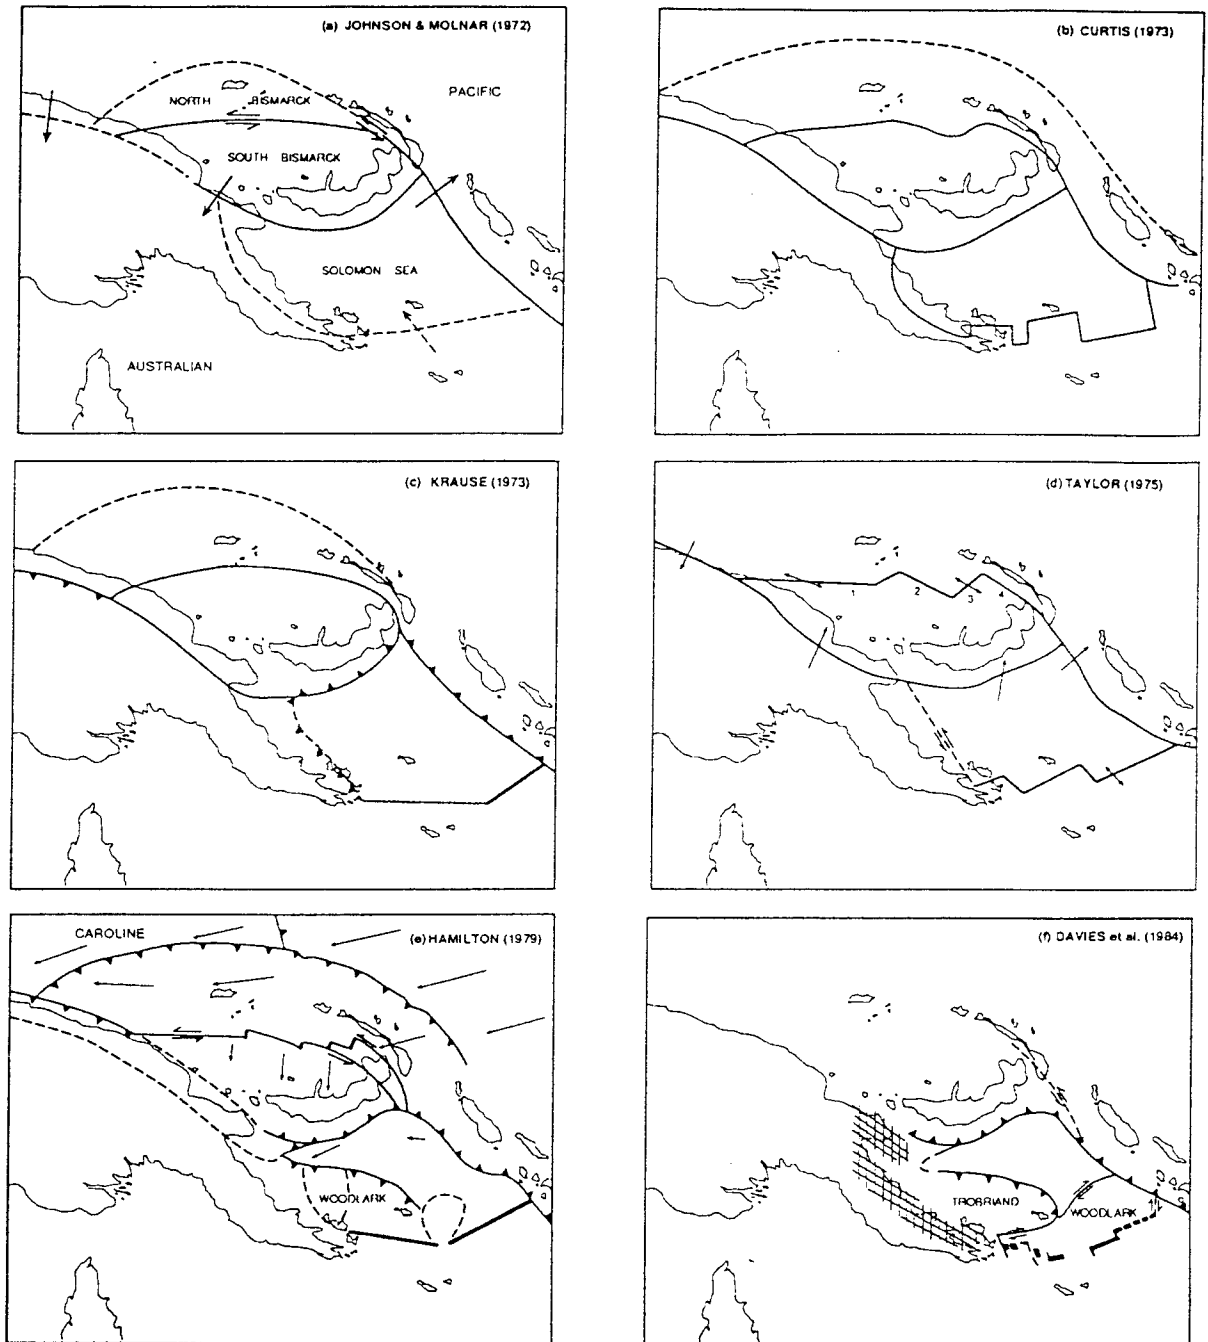 (a) JOHNSON & MOLNAR (1972)
NORTH BISMARCK
PACIFIC
SOUTH BISMARCK
SOLOMON SEA
AUSTRALIAN
(b) CURTIS (1973)
(c) KRAUSE (1973)
(d) TAYLOR (1975)
1 2 3 4
CAROLINE
(e) HAMILTON (1979)
WOODLARK
(f) DAVIES et al. (1984)
TROBRIAND
WOODLARK